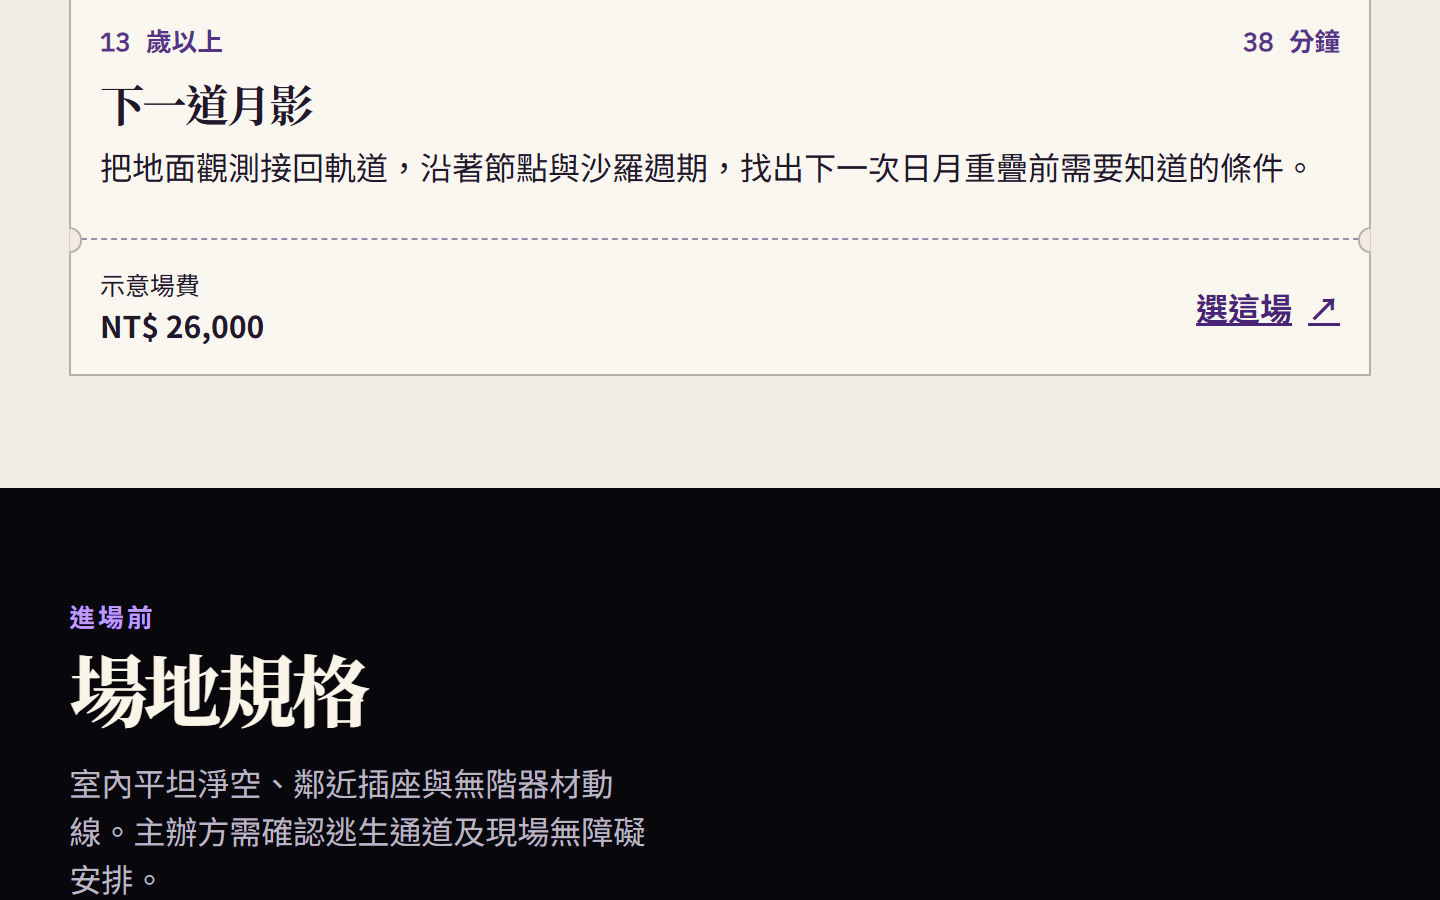 13 歲以上
38 分鐘
下一道月影
把地面觀測接回軌道，沿著節點與沙羅週期，找出下一次日月重疊前需要知道的條件。
示意場費
NT$ 26,000
選這場 ↗
進場前
場地規格
室內平坦淨空、鄰近插座與無階器材動
線。主辦方需確認逃生通道及現場無障礙
安排。